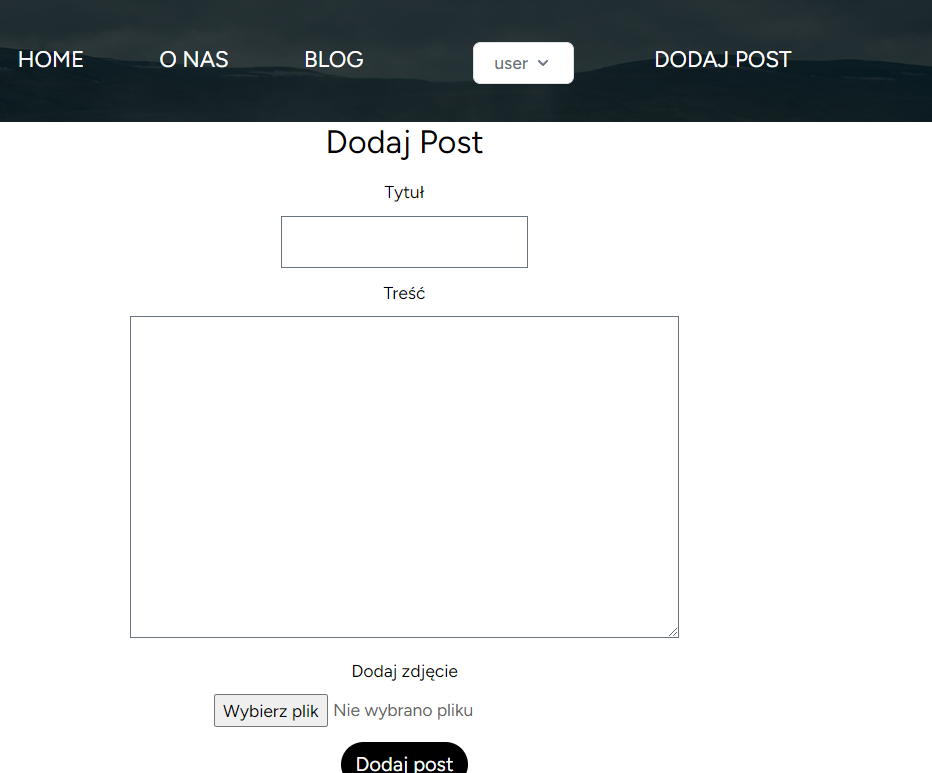 HOME O NAS BLOG user DODAJ POST
Dodaj Post
Tytuł
Treść
Dodaj zdjęcie
Wybierz plik Nie wybrano pliku
Dodaj post